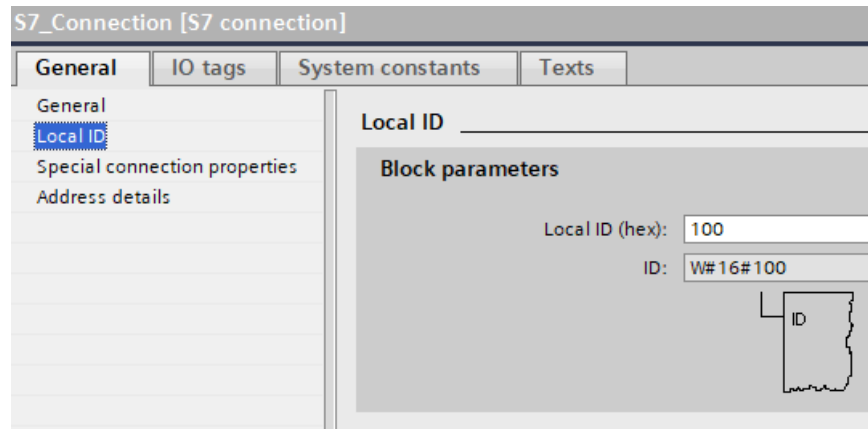 S7_Connection [S7 connection]
General IO tags System constants Texts
General
Local ID
Special connection properties
Address details
Local ID
Block parameters
Local ID (hex): 100
ID: W#16#100
ID